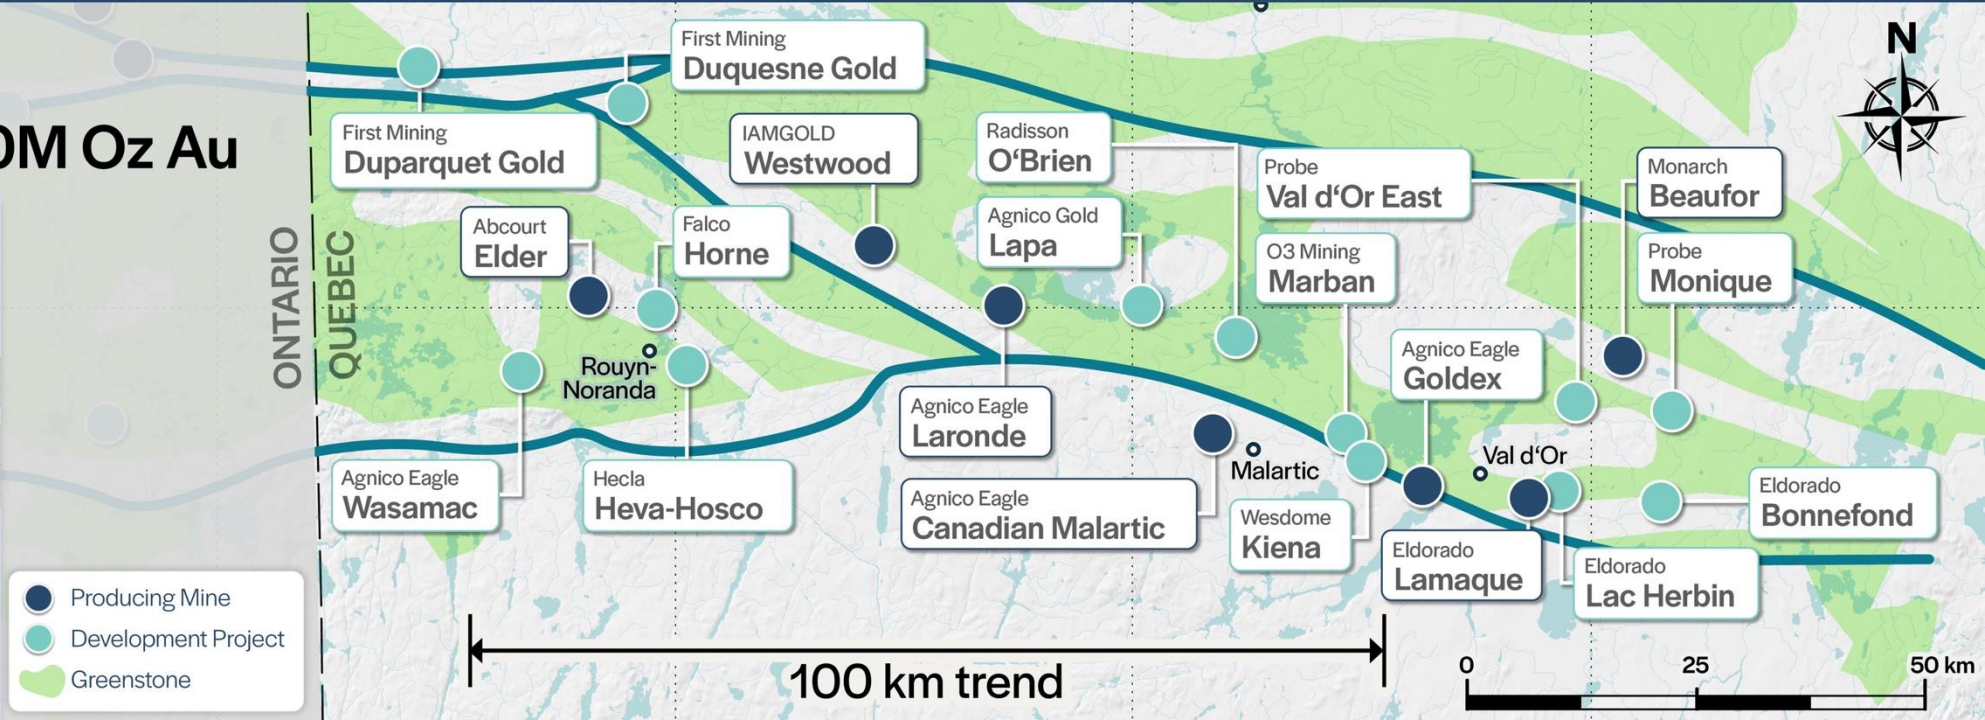 0M Oz Au
ONTARIO
QUEBEC
N
First Mining
Duquesne Gold
First Mining
Duparquet Gold
IAMGOLD
Westwood
Radisson
O‘Brien
Probe
Val d‘Or East
Monarch
Beaufor
Abcourt
Elder
Falco
Horne
Agnico Gold
Lapa
O3 Mining
Marban
Probe
Monique
Rouyn-
Noranda
Agnico Eagle
Goldex
Agnico Eagle
Laronde
Malartic
Val d‘Or
Agnico Eagle
Wasamac
Hecla
Heva-Hosco
Agnico Eagle
Canadian Malartic
Wesdome
Kiena
Eldorado
Bonnefond
Eldorado
Lamaque
Eldorado
Lac Herbin
Producing Mine
Development Project
Greenstone
100 km trend
0 25 50 km